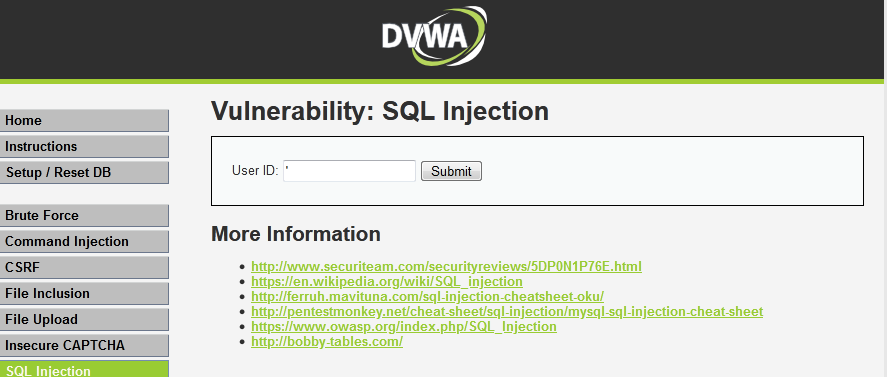 DVWA
Home
Instructions
Setup / Reset DB
Brute Force
Command Injection
CSRF
File Inclusion
File Upload
Insecure CAPTCHA
SQL Injection
Vulnerability: SQL Injection
User ID: ' Submit
More Information
http://www.securiteam.com/securityreviews/5DP0N1P76E.html
https://en.wikipedia.org/wiki/SQL_injection
http://ferruh.mavituna.com/sql-injection-cheatsheet-oku/
http://pentestmonkey.net/cheat-sheet/sql-injection/mysql-sql-injection-cheat-sheet
https://www.owasp.org/index.php/SQL_Injection
http://bobby-tables.com/